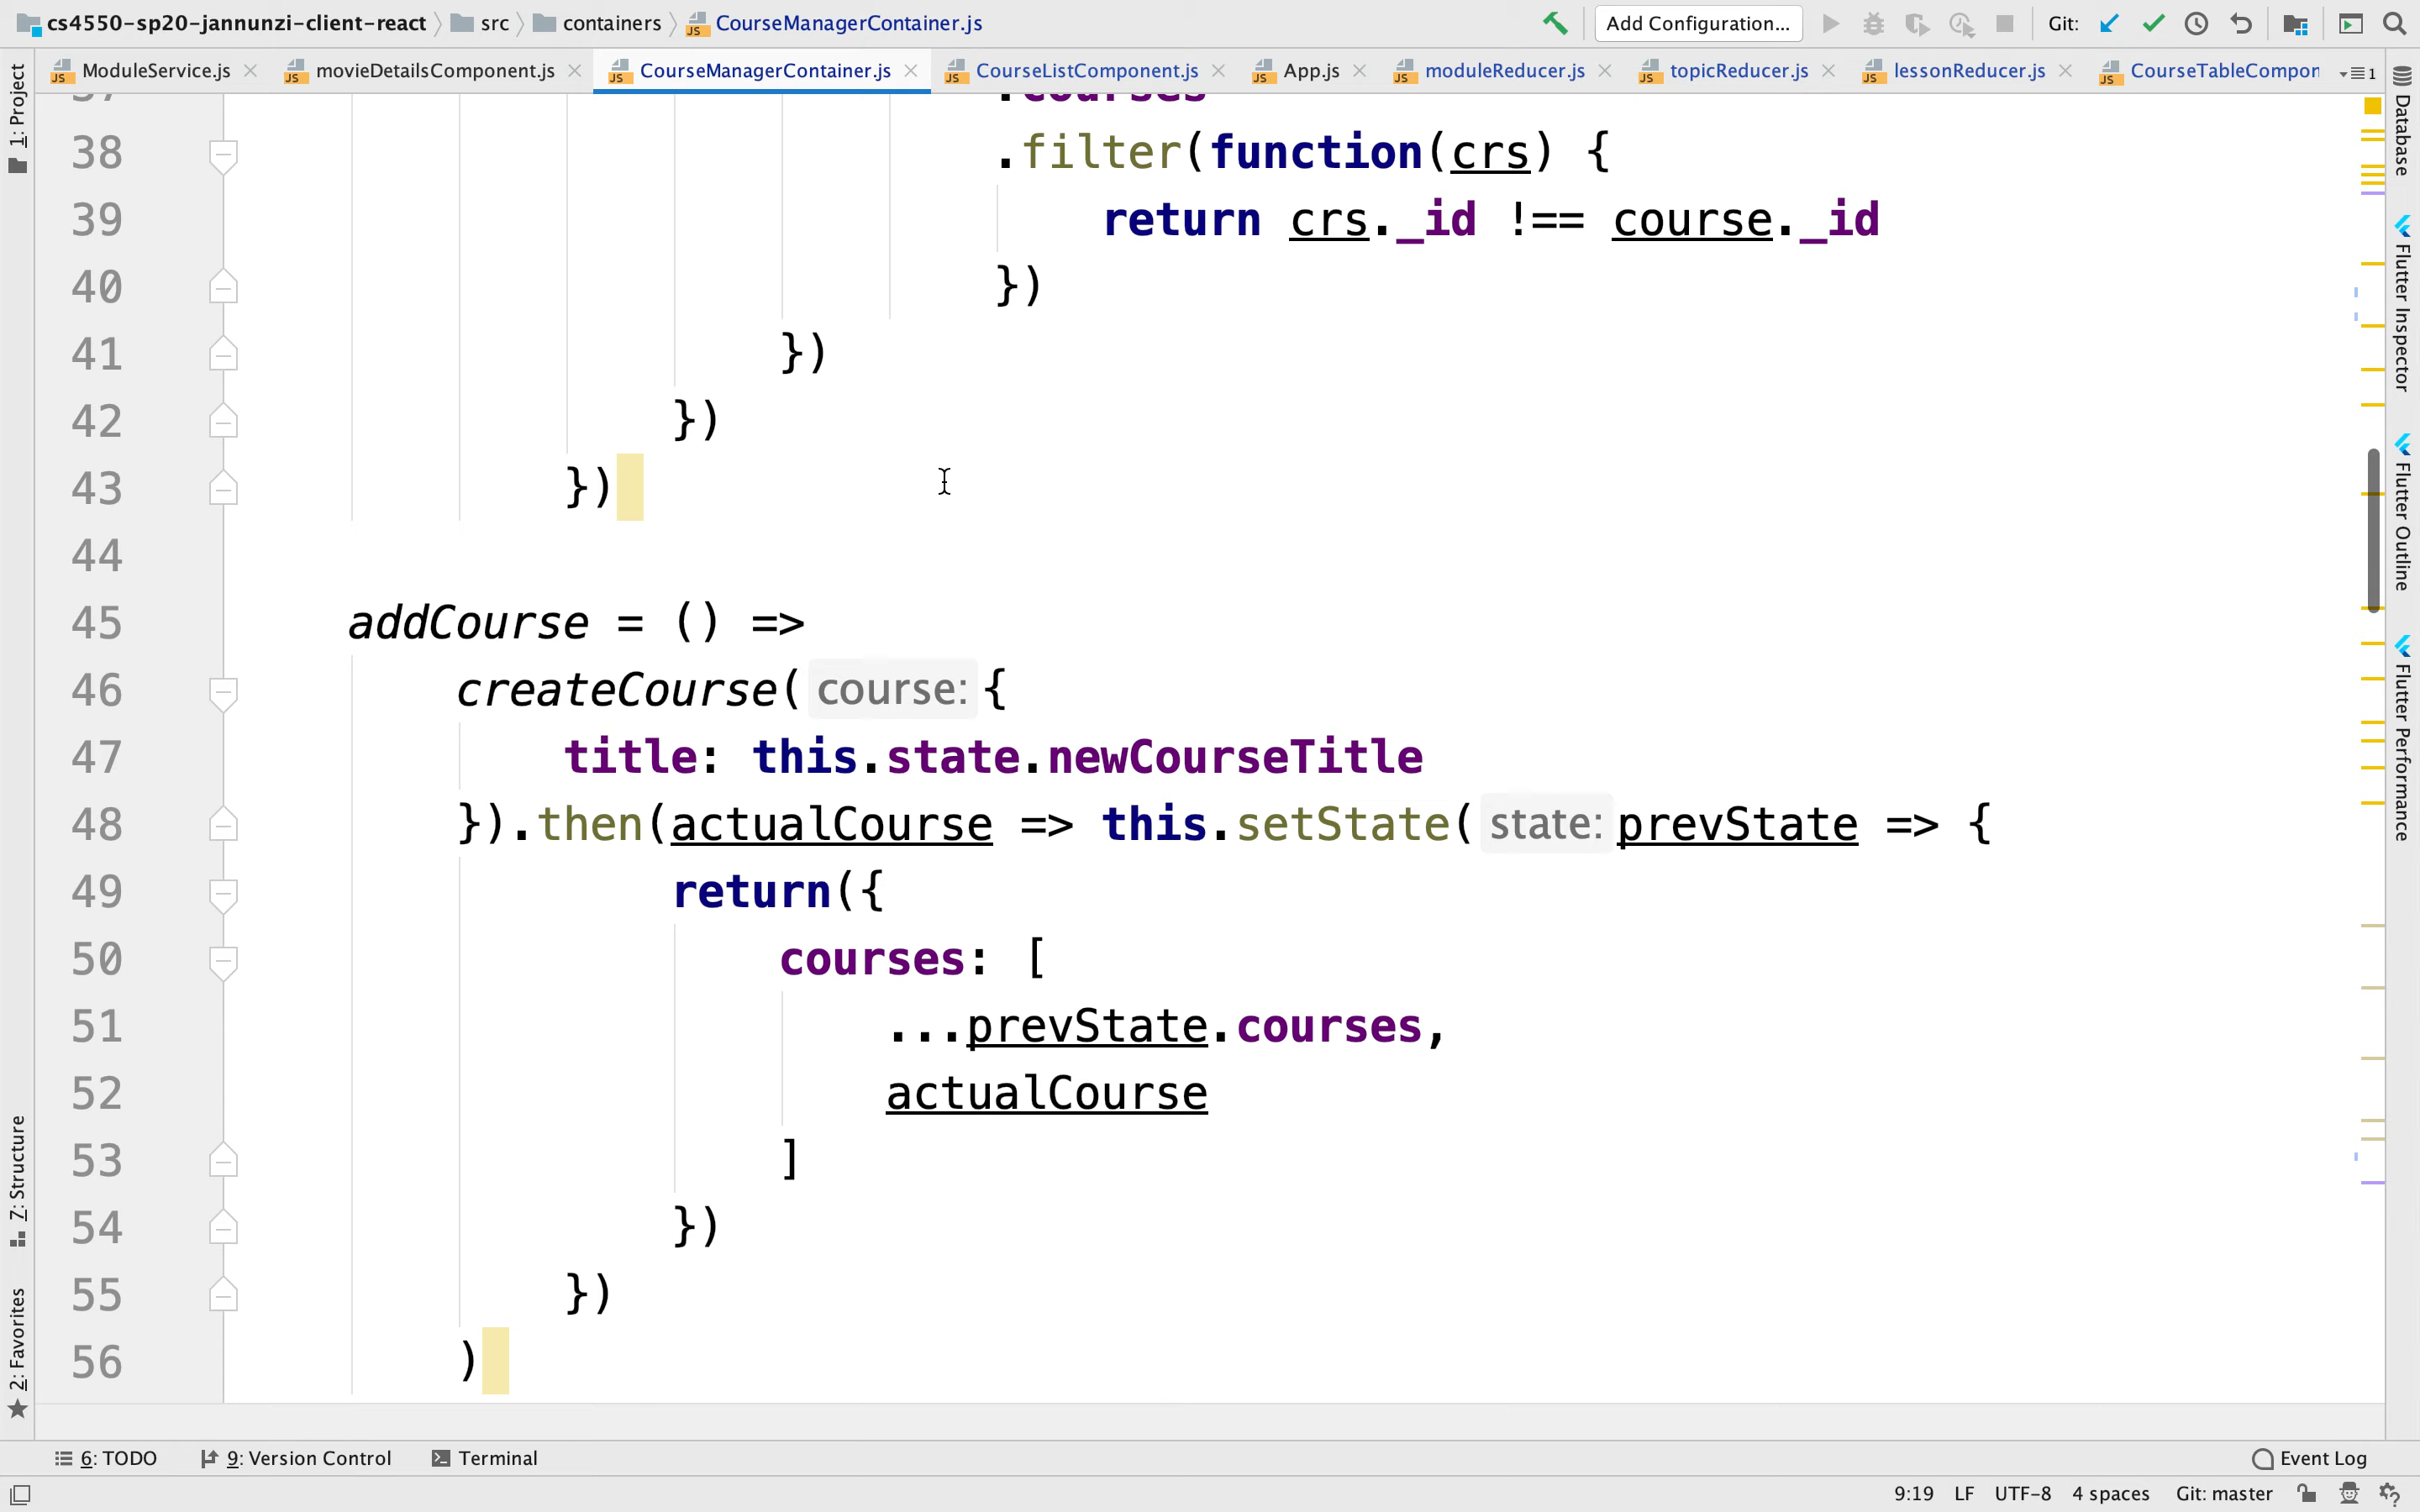 cs4550-sp20-jannunzi-client-react src containers CourseManagerContainer.js Add Configuration... Git:
ModuleService.js movieDetailsComponent.js CourseManagerContainer.js CourseListComponent.js App.js moduleReducer.js topicReducer.js lessonReducer.js CourseTableCompon 1
1: Project
7: Structure
2: Favorites
.courses
38 .filter(function(crs) {
39 return crs._id !== course._id
40 })
41 })
42 })
43 })
44
45 addCourse = () =>
46 createCourse( course: {
47 title: this.state.newCourseTitle
48 }).then(actualCourse => this.setState( state: prevState => {
49 return({
50 courses: [
51 ...prevState.courses,
52 actualCourse
53 ]
54 })
55 })
56 )
Database
Flutter Inspector
Flutter Outline
Flutter Performance
6: TODO 9: Version Control Terminal Event Log
9:19 LF UTF-8 4 spaces Git: master